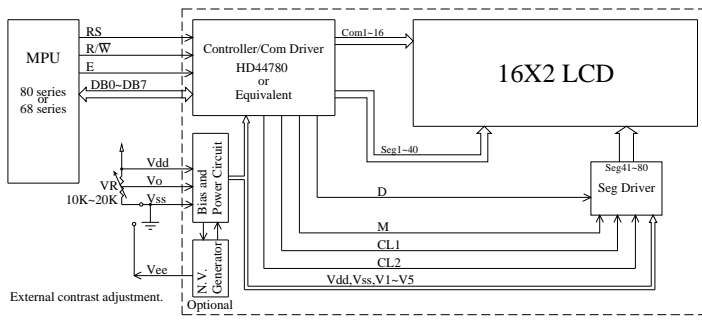 MPU
80 series
or
68 series
RS
R/W
E
DB0~DB7
Controller/Com Driver
HD44780
or
Equivalent
Com1~16
16X2 LCD
Seg1~40
Seg41~80
Seg Driver
D
M
CL1
CL2
Vdd,Vss,V1~V5
Bias and
Power Circuit
N.V.
Generator
Optional
Vdd
Vo
Vss
VR
10K~20K
Vee
External contrast adjustment.